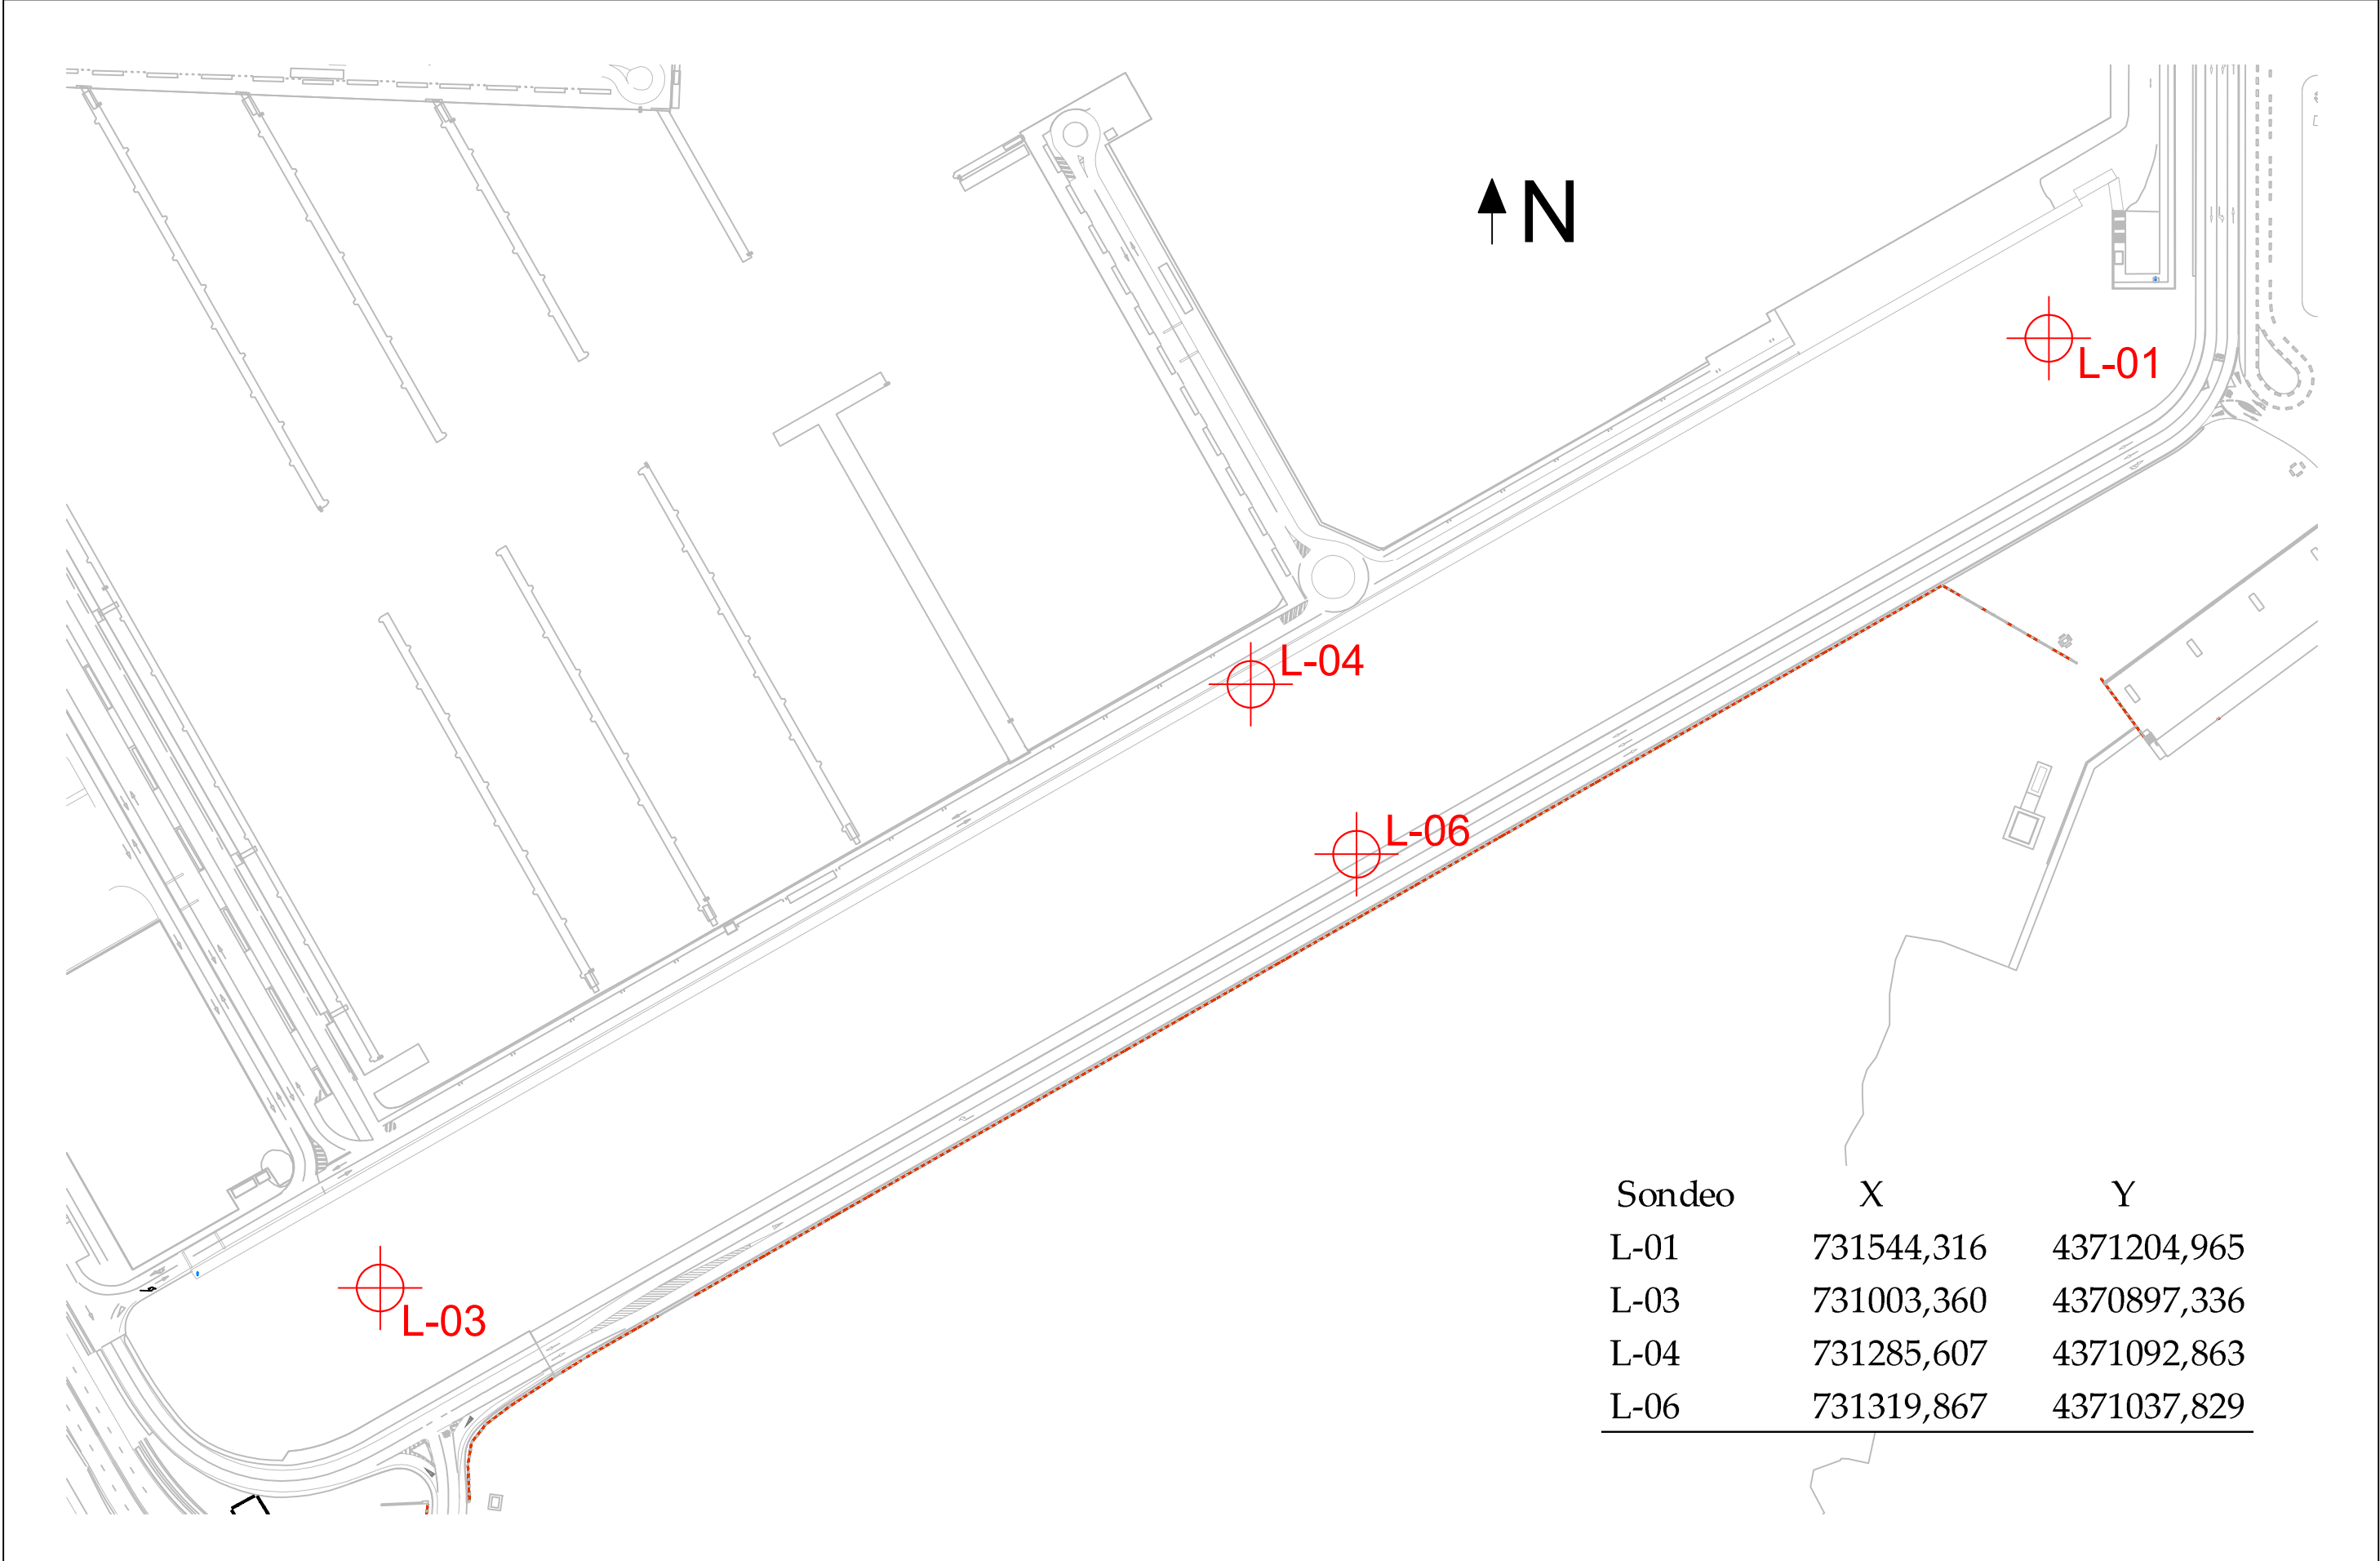 N
L-01
L-04
L-06
L-03
Sondeo X Y
L-01 731544,316 4371204,965
L-03 731003,360 4370897,336
L-04 731285,607 4371092,863
L-06 731319,867 4371037,829